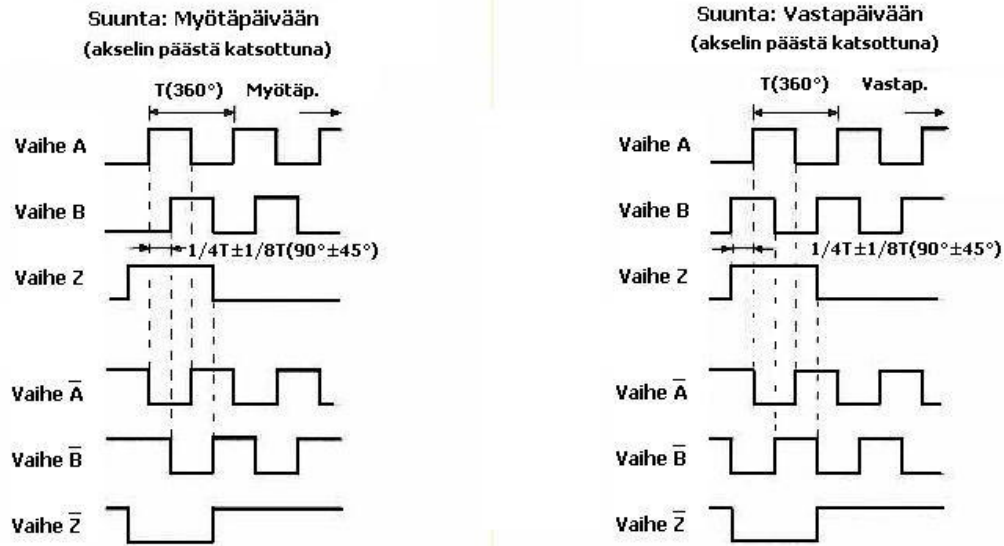 Suunta: Myötäpäivään
(akselin päästä katsottuna)
T(360°) Myötäp.
Vaihe A
Vaihe B
1/4T±1/8T(90°±45°)
Vaihe Z
Vaihe A̅
Vaihe B̅
Vaihe Z̅
Suunta: Vastapäivään
(akselin päästä katsottuna)
T(360°) Vastap.
Vaihe A
Vaihe B
1/4T±1/8T(90°±45°)
Vaihe Z
Vaihe A̅
Vaihe B̅
Vaihe Z̅